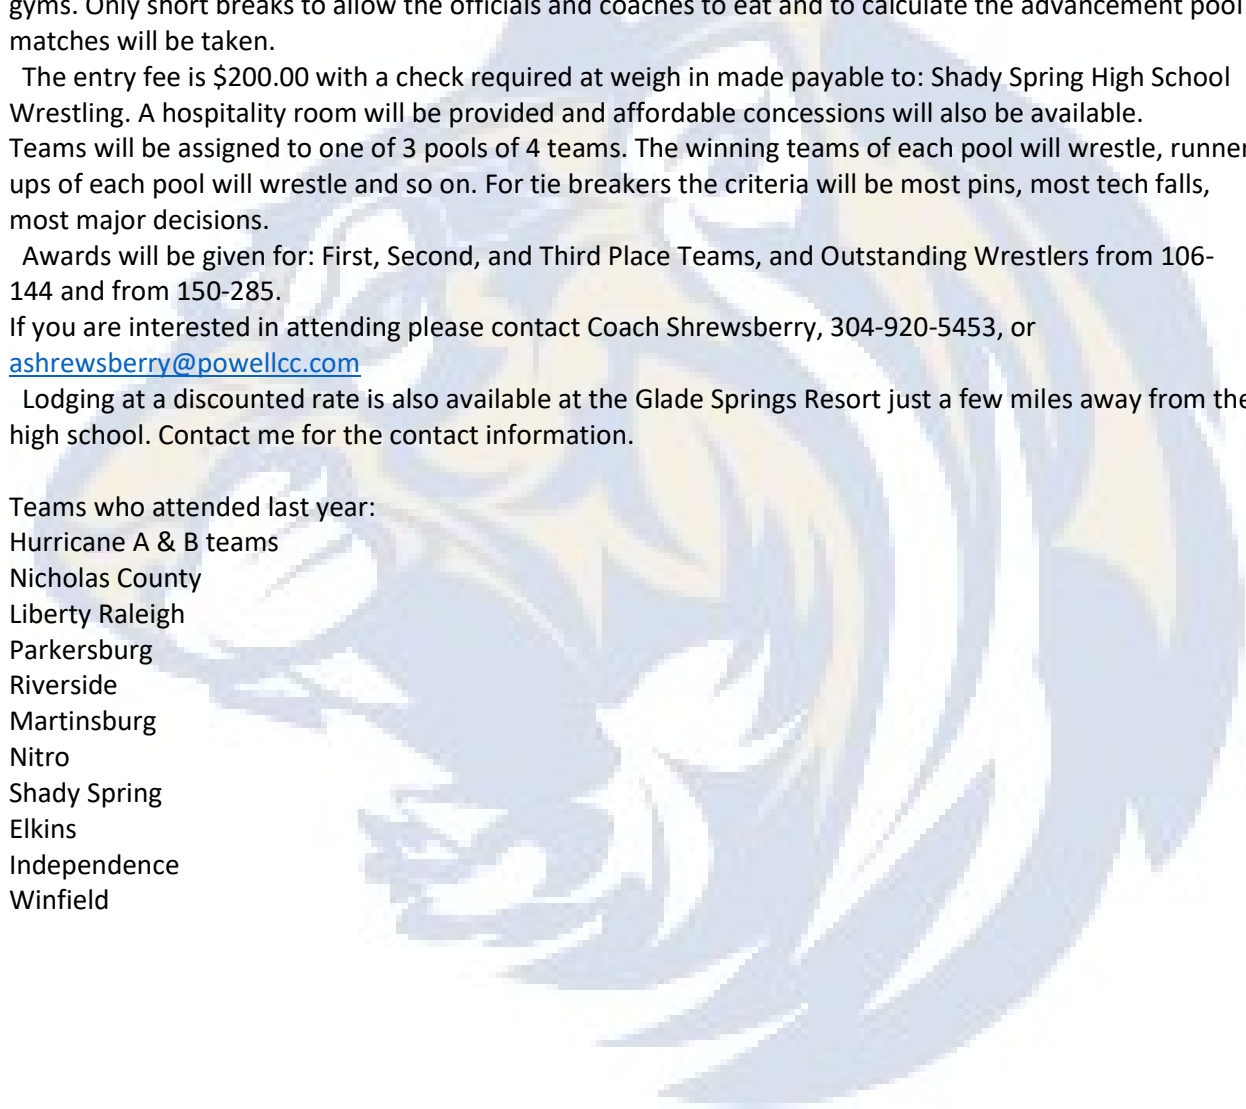 gyms. Only short breaks to allow the officials and coaches to eat and to calculate the advancement pool
matches will be taken.
The entry fee is $200.00 with a check required at weigh in made payable to: Shady Spring High School
Wrestling. A hospitality room will be provided and affordable concessions will also be available.
Teams will be assigned to one of 3 pools of 4 teams. The winning teams of each pool will wrestle, runner
ups of each pool will wrestle and so on. For tie breakers the criteria will be most pins, most tech falls,
most major decisions.
Awards will be given for: First, Second, and Third Place Teams, and Outstanding Wrestlers from 106-
144 and from 150-285.
If you are interested in attending please contact Coach Shrewsberry, 304-920-5453, or
ashrewsberry@powellcc.com
Lodging at a discounted rate is also available at the Glade Springs Resort just a few miles away from the
high school. Contact me for the contact information.
Teams who attended last year:
Hurricane A & B teams
Nicholas County
Liberty Raleigh
Parkersburg
Riverside
Martinsburg
Nitro
Shady Spring
Elkins
Independence
Winfield